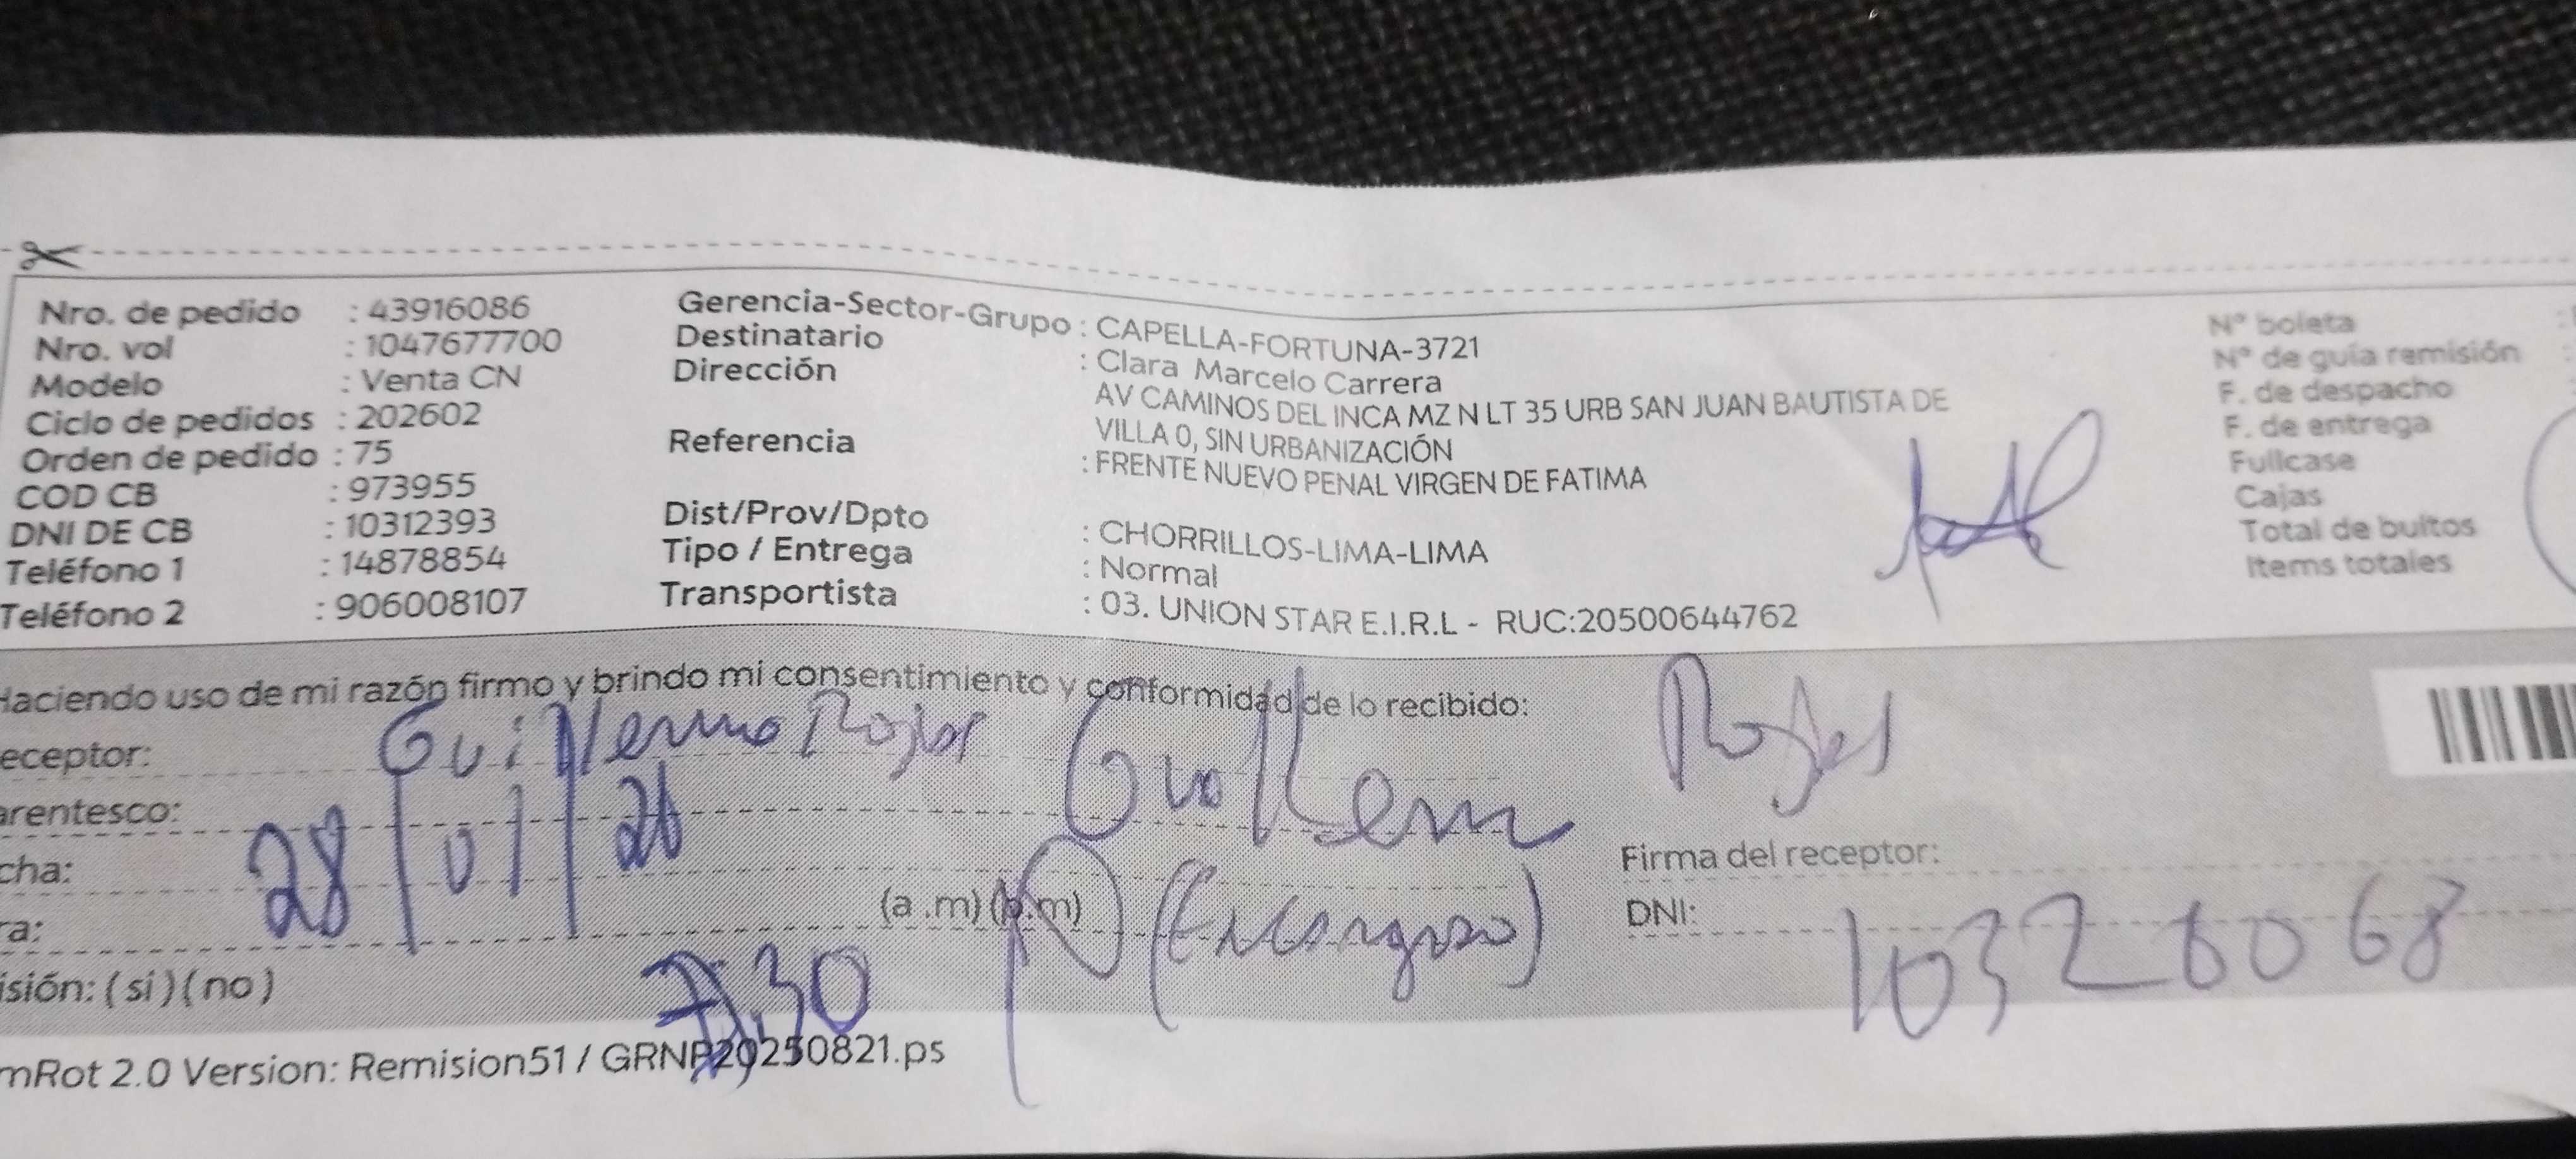 Nro. de pedido : 43916086
Nro. vol : 1047677700
Modelo : Venta CN
Ciclo de pedidos : 202602
Orden de pedido : 75
COD CB : 973955
DNI DE CB : 10312393
Teléfono 1 : 14878854
Teléfono 2 : 906008107
Gerencia-Sector-Grupo : CAPELLA-FORTUNA-3721
Destinatario : Clara Marcelo Carrera
Dirección AV CAMINOS DEL INCA MZ N LT 35 URB SAN JUAN BAUTISTA DE
VILLA 0, SIN URBANIZACIÓN
Referencia : FRENTE NUEVO PENAL VIRGEN DE FATIMA
Dist/Prov/Dpto : CHORRILLOS-LIMA-LIMA
Tipo / Entrega : Normal
Transportista : 03. UNION STAR E.I.R.L - RUC:20500644762
N° boleta
N° de guía remisión
F. de despacho
F. de entrega
Fullcase
Cajas
Total de bultos
Items totales
Haciendo uso de mi razón firmo y brindo mi consentimiento y conformidad de lo recibido:
eceptor: Guillermo Rojas
arentesco:
cha: 28/01/26
ra: (a .m) (p.m)
7:30
isión: ( si ) ( no )
Rojas
(Encargado)
Firma del receptor:
DNI: 10326068
mRot 2.0 Version: Remision51 / GRNP20250821.ps